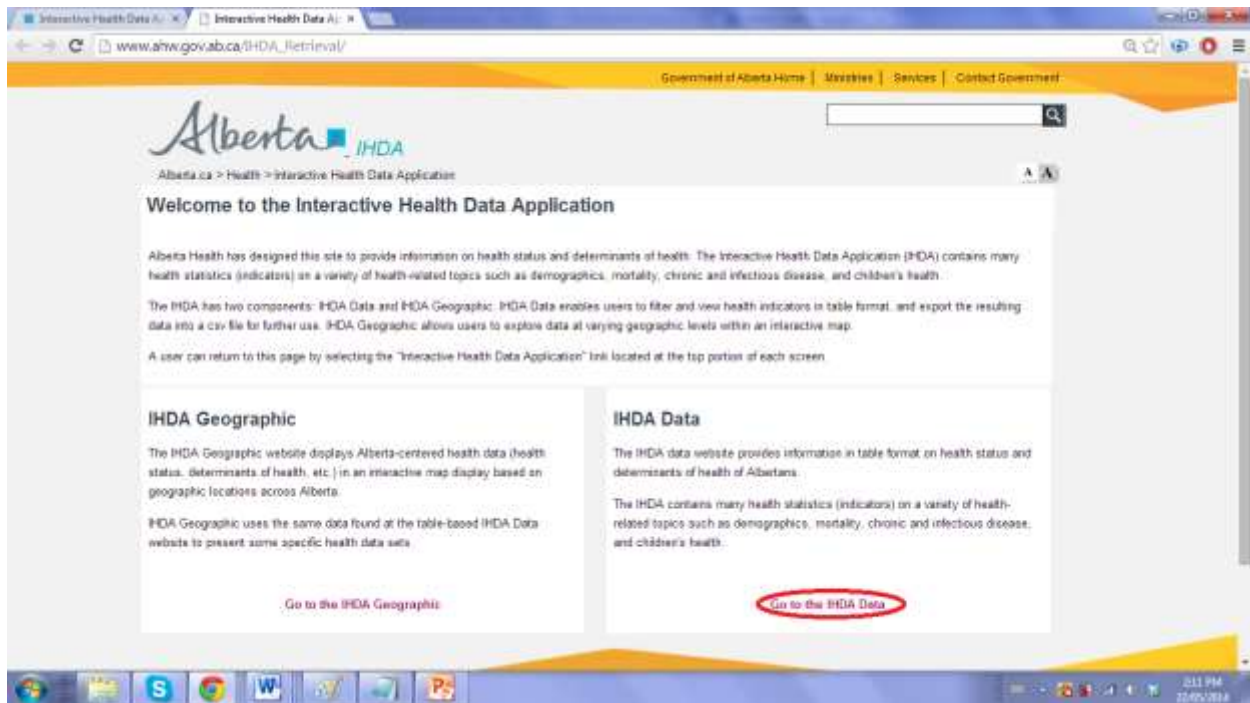 Interactive Health Data A
Interactive Health Data Ap
www.ahw.gov.ab.ca/IHDA_Retrieval/
Government of Alberta Home | Ministries | Services | Contact Government
Alberta IHDA
Alberta.ca > Health > Interactive Health Data Application
A A
Welcome to the Interactive Health Data Application
Alberta Health has designed this site to provide information on health status and determinants of health. The Interactive Health Data Application (IHDA) contains many
health statistics (indicators) on a variety of health-related topics such as demographics, mortality, chronic and infectious disease, and children's health.
The IHDA has two components: IHDA Data and IHDA Geographic. IHDA Data enables users to filter and view health indicators in table format, and export the resulting
data into a csv file for further use. IHDA Geographic allows users to explore data at varying geographic levels within an interactive map.
A user can return to this page by selecting the "Interactive Health Data Application" link located at the top portion of each screen.
IHDA Geographic
The IHDA Geographic website displays Alberta-centered health data (health
status, determinants of health, etc.) in an interactive map display based on
geographic locations across Alberta.
IHDA Geographic uses the same data found at the table-based IHDA Data
website to present some specific health data sets.
Go to the IHDA Geographic
IHDA Data
The IHDA data website provides information in table format on health status and
determinants of health of Albertans.
The IHDA contains many health statistics (indicators) on a variety of health-
related topics such as demographics, mortality, chronic and infectious disease,
and children's health.
Go to the IHDA Data
2:11 PM
22/05/2014